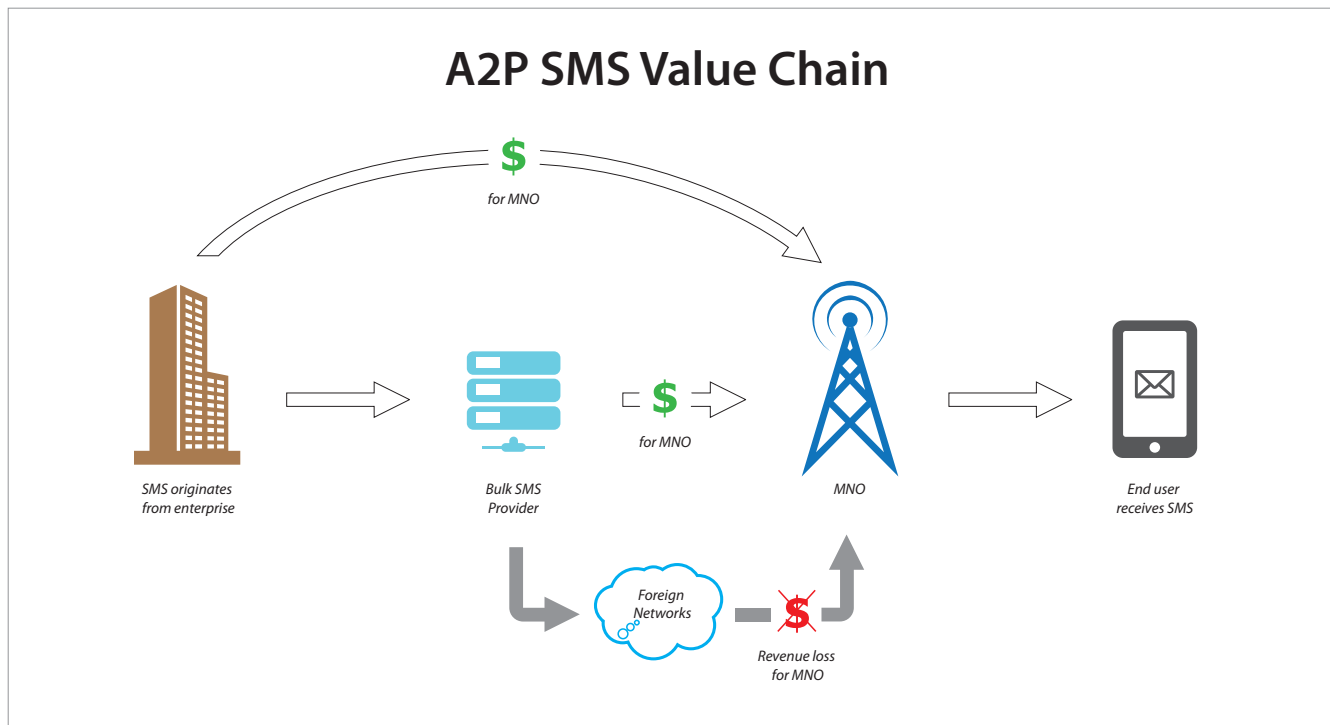 A2P SMS Value Chain
$
for MNO
$
for MNO
SMS originates
from enterprise
Bulk SMS
Provider
MNO
End user
receives SMS
Foreign
Networks
$
Revenue loss
for MNO